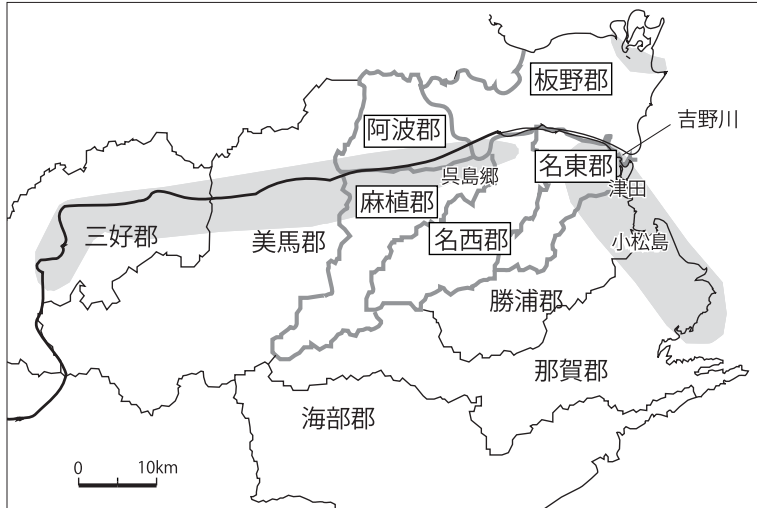 板野郡
吉野川
阿波郡
名東郡
呉島郷
津田
麻植郡
三好郡
美馬郡
名西郡
小松島
勝浦郡
那賀郡
海部郡
0 10km